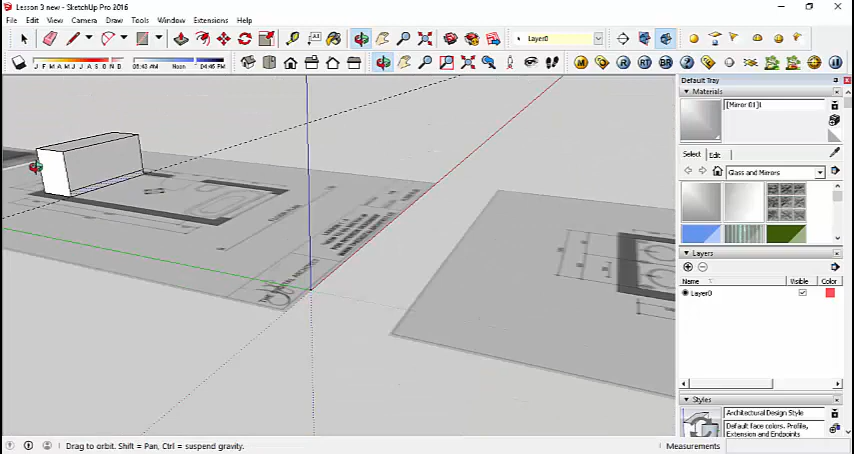 Lesson 3 new - SketchUp Pro 2016
File Edit View Camera Draw Tools Window Extensions Help
Layer0
J F M A M J J A S O N D 06:43 AM Noon 04:46 PM
Default Tray
Materials
[Mirror 01]1
Select Edit
Glass and Mirrors
Layers
Name Visible Color
Layer0
Styles
Architectural Design Style
Default face colors. Profile,
Extension and Endpoints
Drag to orbit. Shift = Pan, Ctrl = suspend gravity.
Measurements